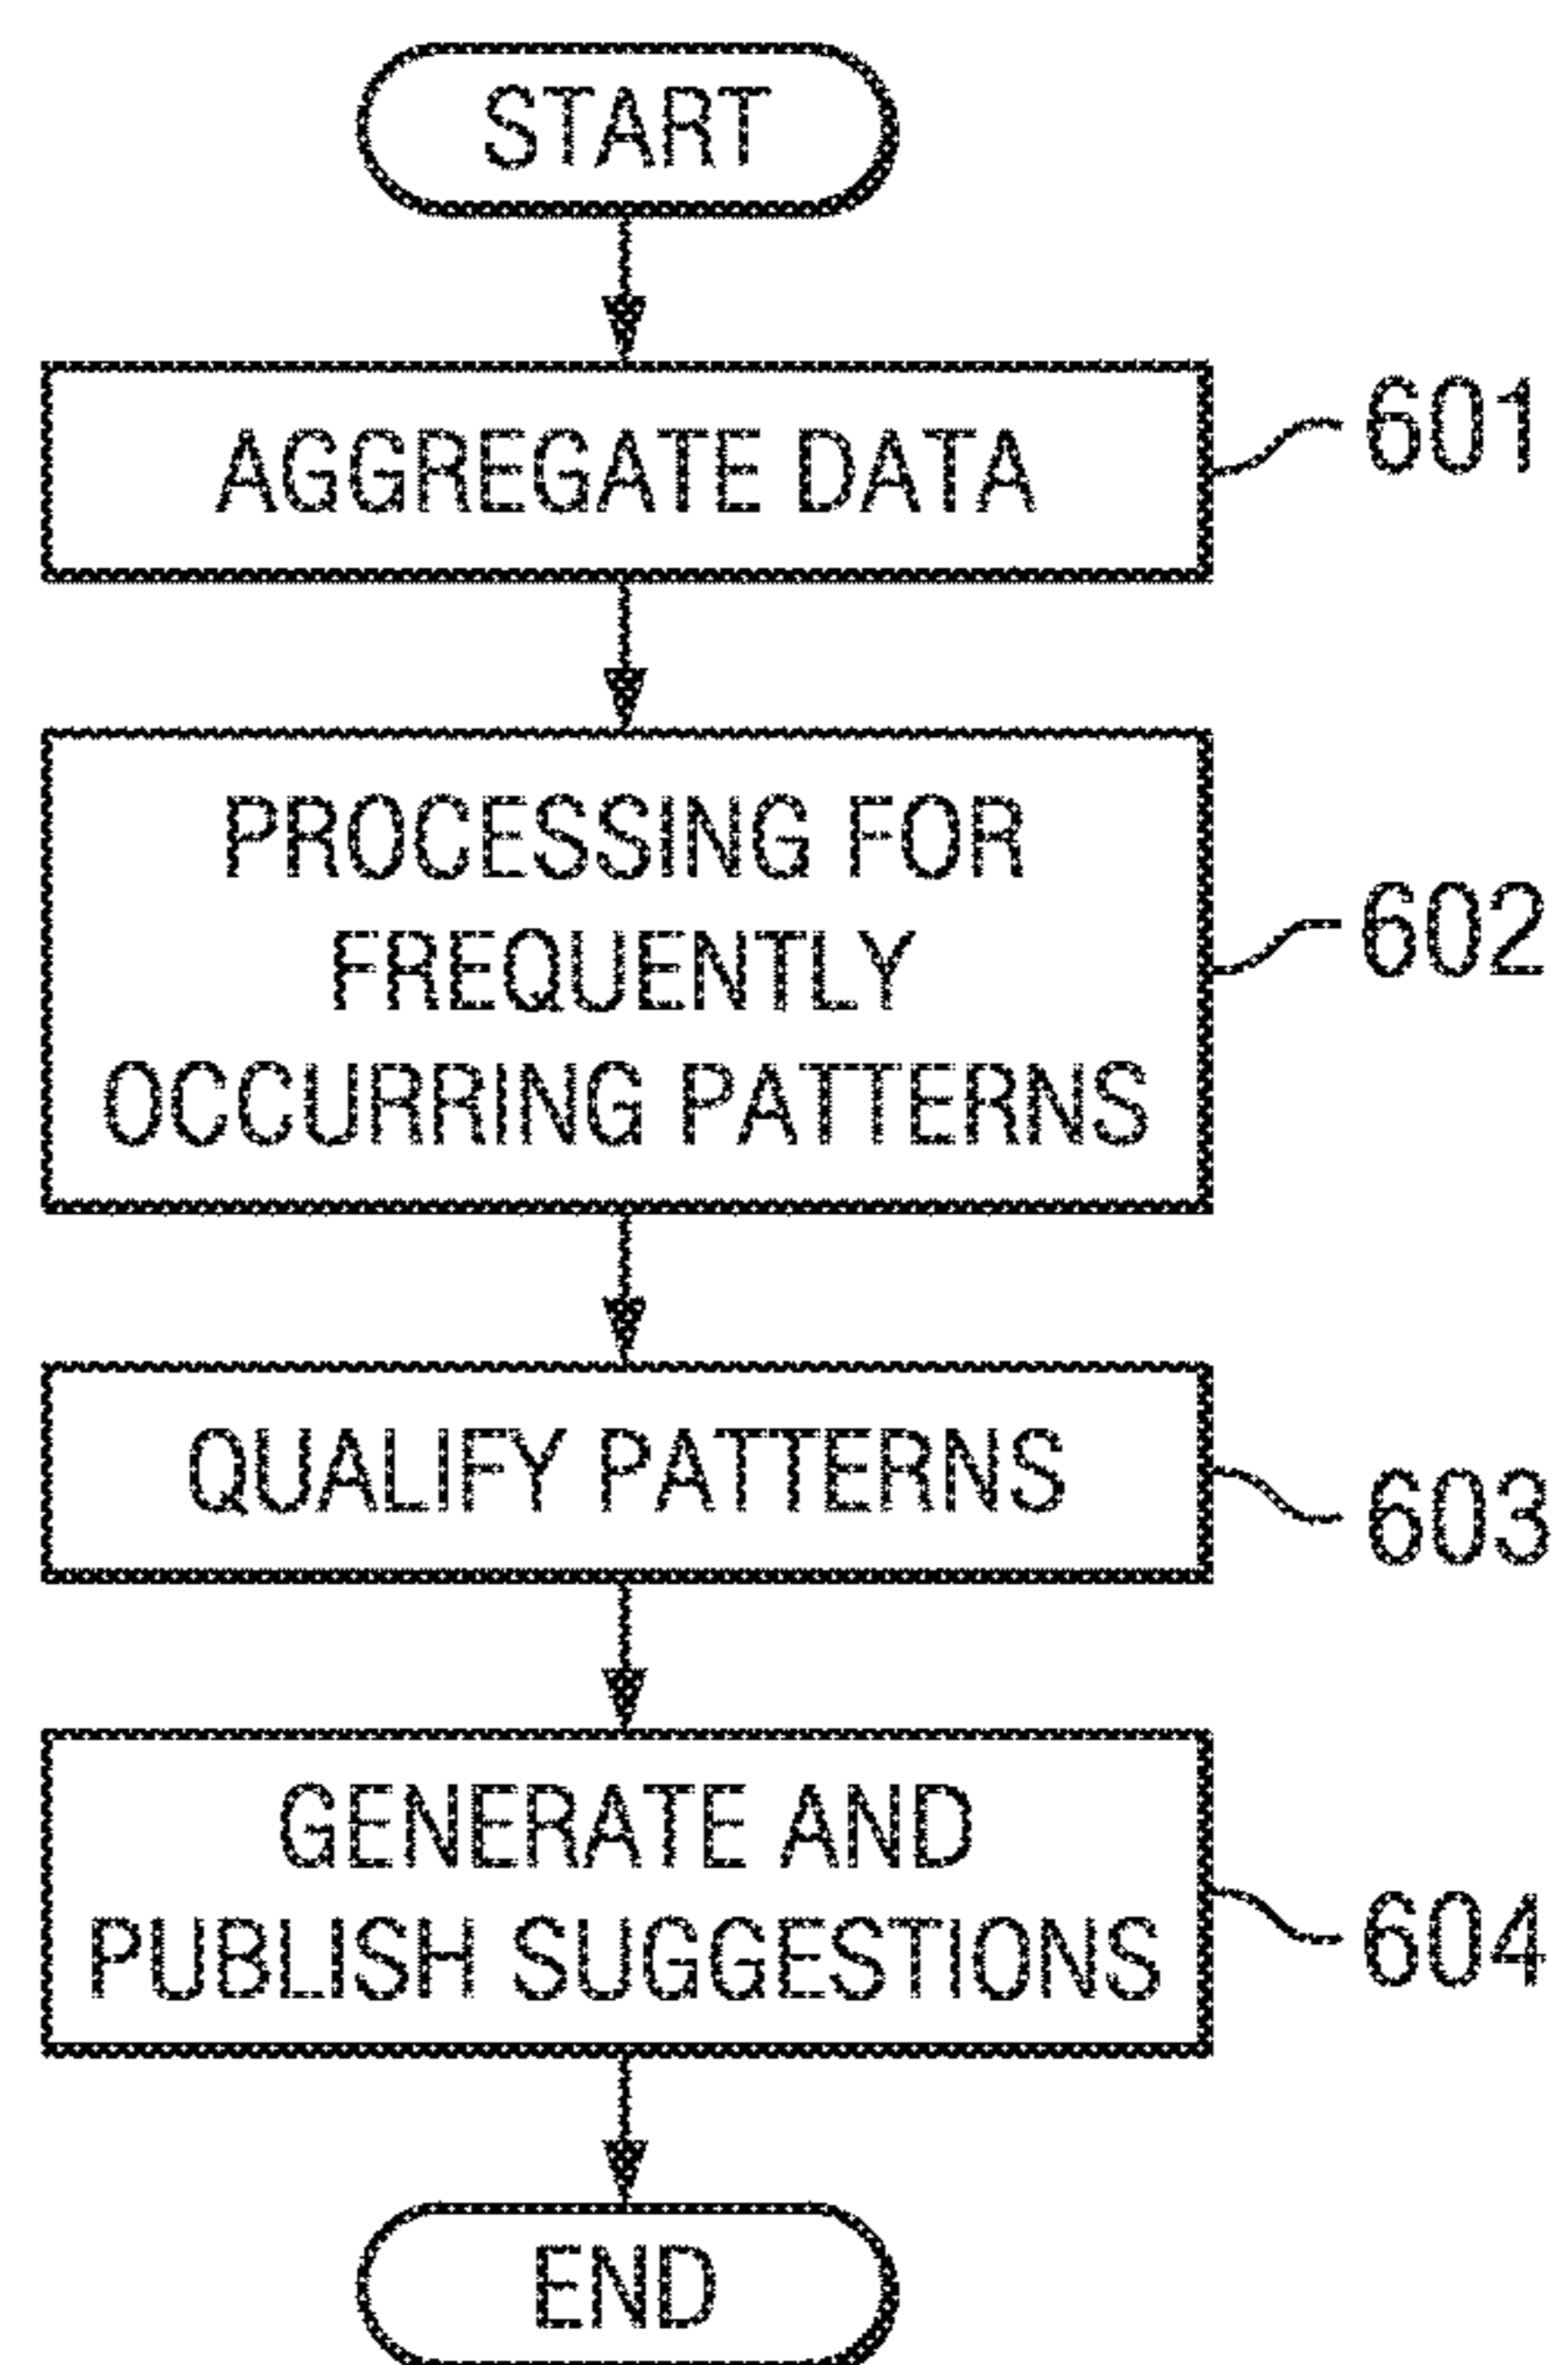 START
AGGREGATE DATA
601
PROCESSING FOR
FREQUENTLY
OCCURRING PATTERNS
602
QUALIFY PATTERNS
603
GENERATE AND
PUBLISH SUGGESTIONS
604
END